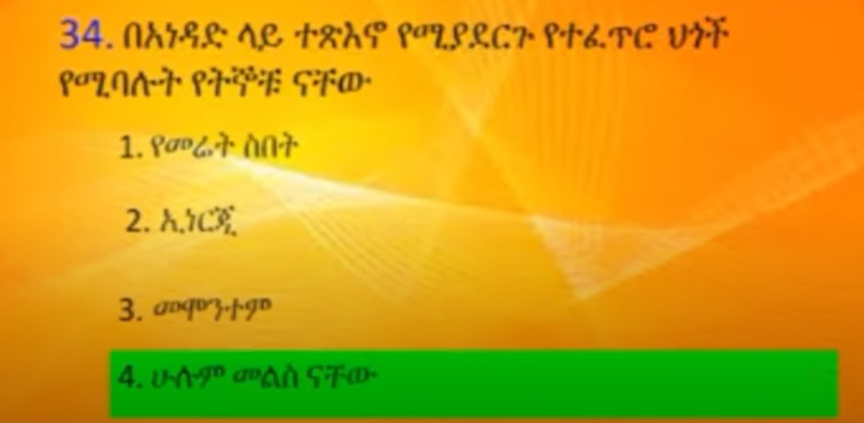 34. በአነዳድ ላይ ተጽእኖ የሚያደርጉ የተፈጥሮ ህጎች
የሚባሉት የትኞቹ ናቸው
1. የመሬት ስበት
2. ኢነርጂ
3. መሞንተም
4. ሁሉም መልስ ናቸው